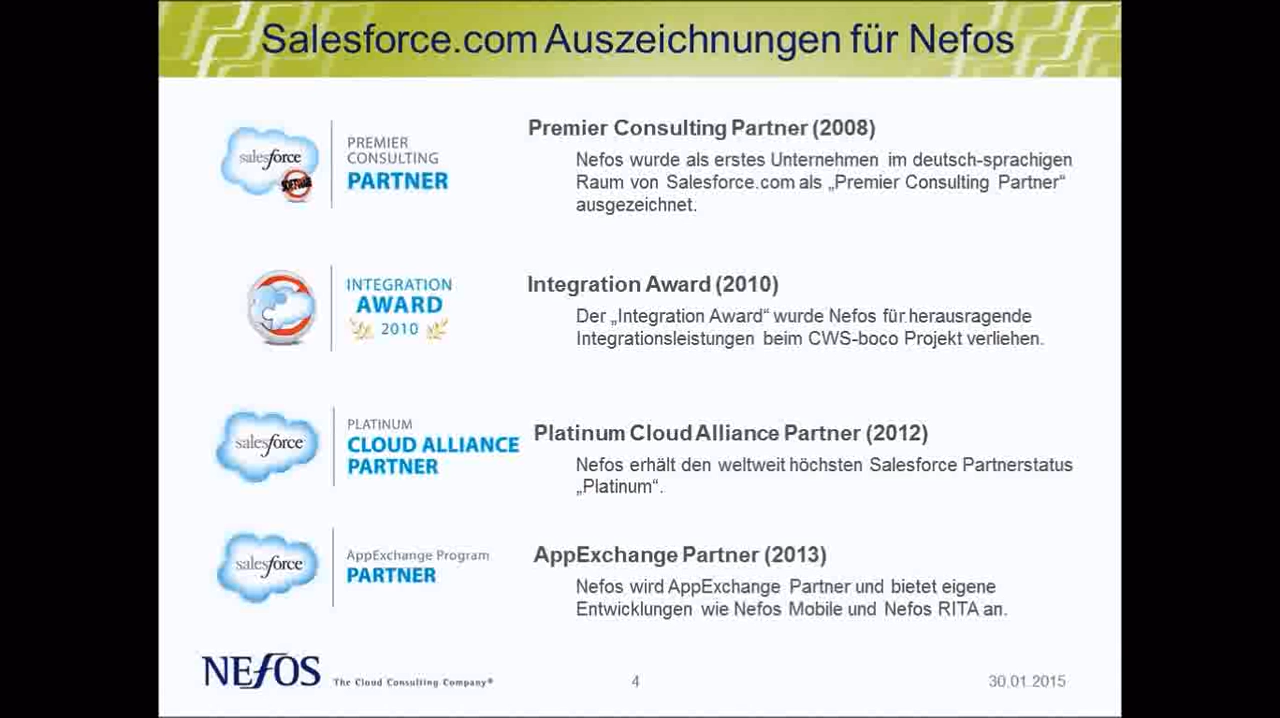 Salesforce.com Auszeichnungen für Nefos
salesforce
SOFTWARE
PREMIER
CONSULTING
PARTNER
Premier Consulting Partner (2008)
Nefos wurde als erstes Unternehmen im deutsch-sprachigen
Raum von Salesforce.com als „Premier Consulting Partner“
ausgezeichnet.
INTEGRATION
AWARD
2010
Integration Award (2010)
Der „Integration Award“ wurde Nefos für herausragende
Integrationsleistungen beim CWS-boco Projekt verliehen.
salesforce
PLATINUM
CLOUD ALLIANCE
PARTNER
Platinum Cloud Alliance Partner (2012)
Nefos erhält den weltweit höchsten Salesforce Partnerstatus
„Platinum“.
salesforce
AppExchange Program
PARTNER
AppExchange Partner (2013)
Nefos wird AppExchange Partner und bietet eigene
Entwicklungen wie Nefos Mobile und Nefos RITA an.
NEfOS
The Cloud Consulting Company®
4
30.01.2015